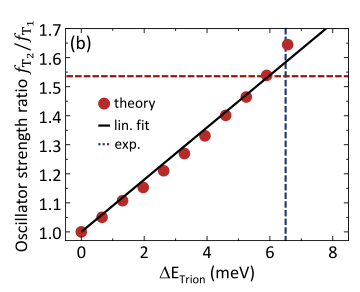 (b)
Oscillator strength ratio f_T2/f_T1
1.7
1.6
1.5
1.4
1.3
1.2
1.1
1.0
theory
lin. fit
exp.
0 2 4 6 8
ΔE_Trion (meV)